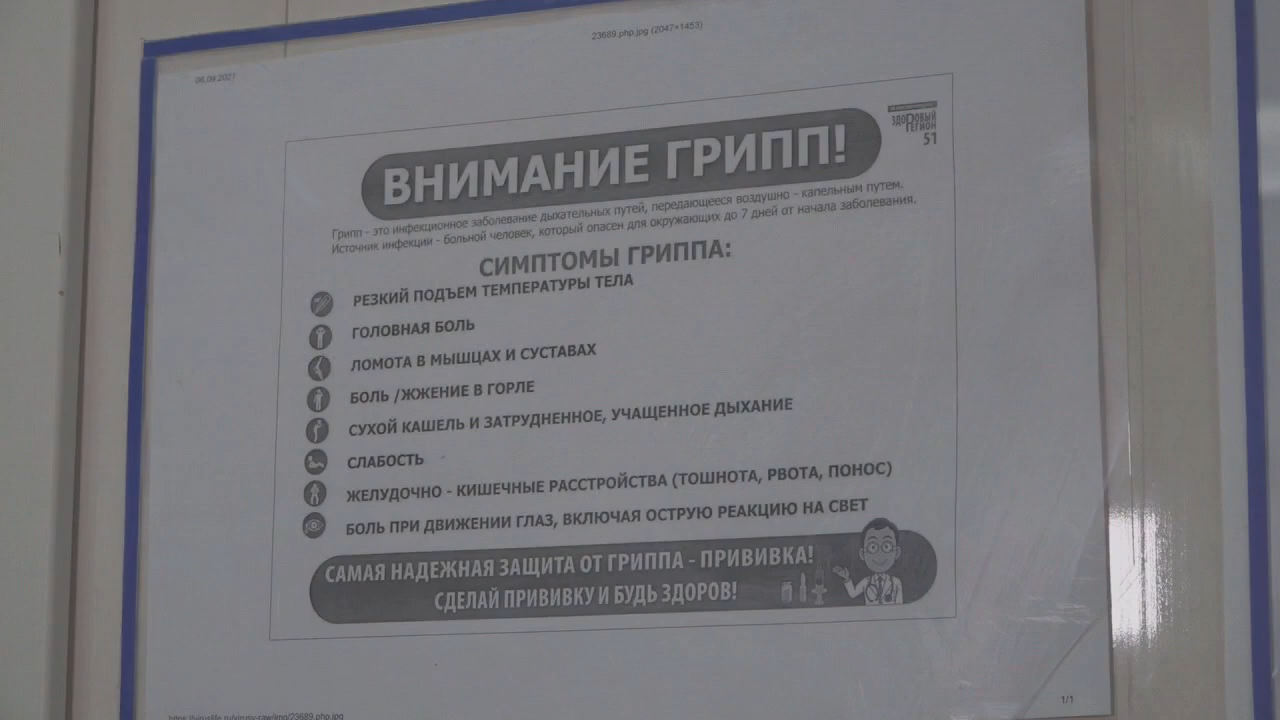 23689.php.jpg (2047×1453)
06.09.2021
ЗДОРОВЫЙ
РЕГИОН
51
ВНИМАНИЕ ГРИПП!
Грипп - это инфекционное заболевание дыхательных путей, передающееся воздушно - капельным путем.
Источник инфекции - больной человек, который опасен для окружающих до 7 дней от начала заболевания.
СИМПТОМЫ ГРИППА:
РЕЗКИЙ ПОДЪЕМ ТЕМПЕРАТУРЫ ТЕЛА
ГОЛОВНАЯ БОЛЬ
ЛОМОТА В МЫШЦАХ И СУСТАВАХ
БОЛЬ /ЖЖЕНИЕ В ГОРЛЕ
СУХОЙ КАШЕЛЬ И ЗАТРУДНЕННОЕ, УЧАЩЕННОЕ ДЫХАНИЕ
СЛАБОСТЬ
ЖЕЛУДОЧНО - КИШЕЧНЫЕ РАССТРОЙСТВА (ТОШНОТА, РВОТА, ПОНОС)
БОЛЬ ПРИ ДВИЖЕНИИ ГЛАЗ, ВКЛЮЧАЯ ОСТРУЮ РЕАКЦИЮ НА СВЕТ
САМАЯ НАДЕЖНАЯ ЗАЩИТА ОТ ГРИППА - ПРИВИВКА!
СДЕЛАЙ ПРИВИВКУ И БУДЬ ЗДОРОВ!
1/1